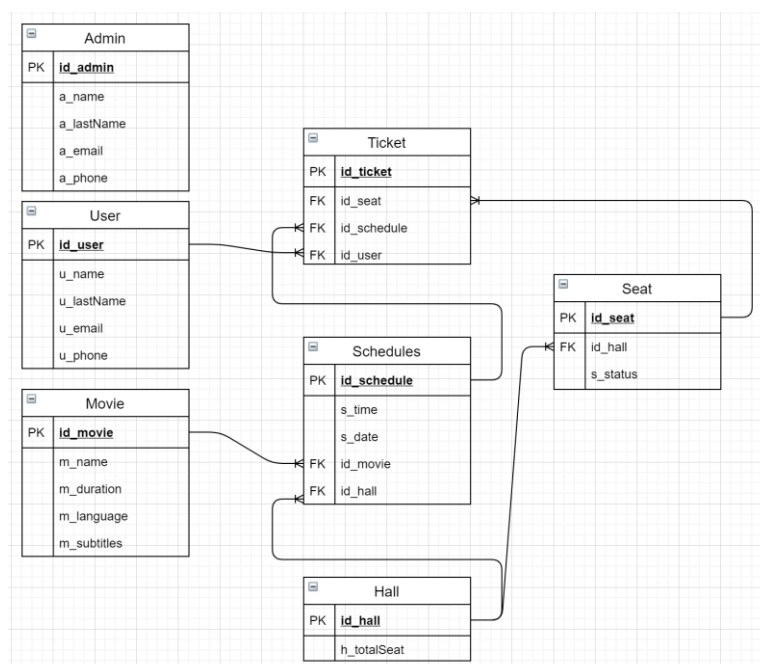 Admin
PK id_admin
a_name
a_lastName
a_email
a_phone
User
PK id_user
u_name
u_lastName
u_email
u_phone
Movie
PK id_movie
m_name
m_duration
m_language
m_subtitles
Ticket
PK id_ticket
FK id_seat
FK id_schedule
FK id_user
Schedules
PK id_schedule
s_time
s_date
FK id_movie
FK id_hall
Hall
PK id_hall
h_totalSeat
Seat
PK id_seat
FK id_hall
s_status